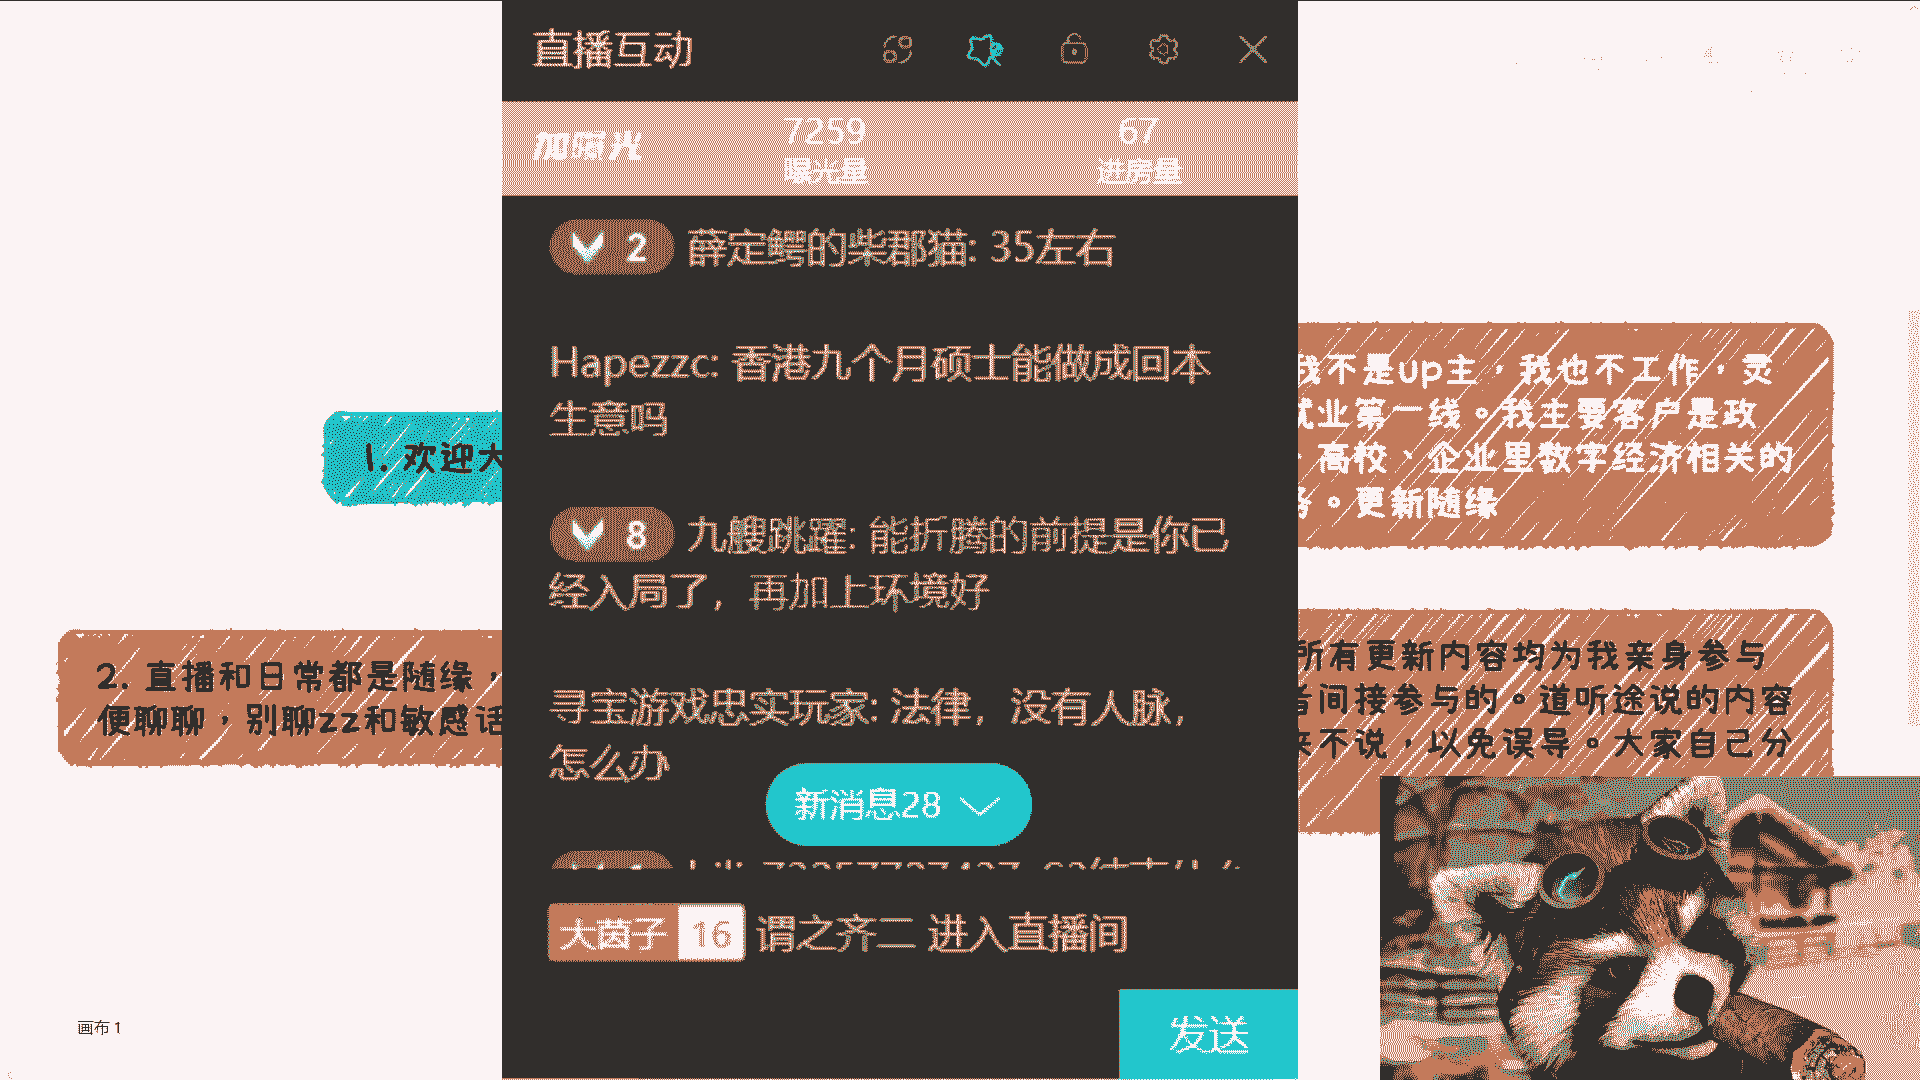 直播互动
加曝光
7259
曝光量
67
进房量
2 薛定鳄的柴郡猫: 35左右
Hapezzc: 香港九个月硕士能做成回本
生意吗
8 九艘跳躍: 能折腾的前提是你已
经入局了，再加上环境好
寻宝游戏忠实玩家: 法律，没有人脉，
怎么办
新消息28
大茵子 16 谓之齐二 进入直播间
发送
1. 欢迎大
2. 直播和日常都是随缘，
便聊聊，别聊zz和敏感话
我不是up主，我也不工作，灵
就业第一线。我主要客户是政
、高校、企业里数字经济相关的
务。更新随缘
所有更新内容均为我亲身参与
者间接参与的。道听途说的内容
来不说，以免误导。大家自己分
画布 1